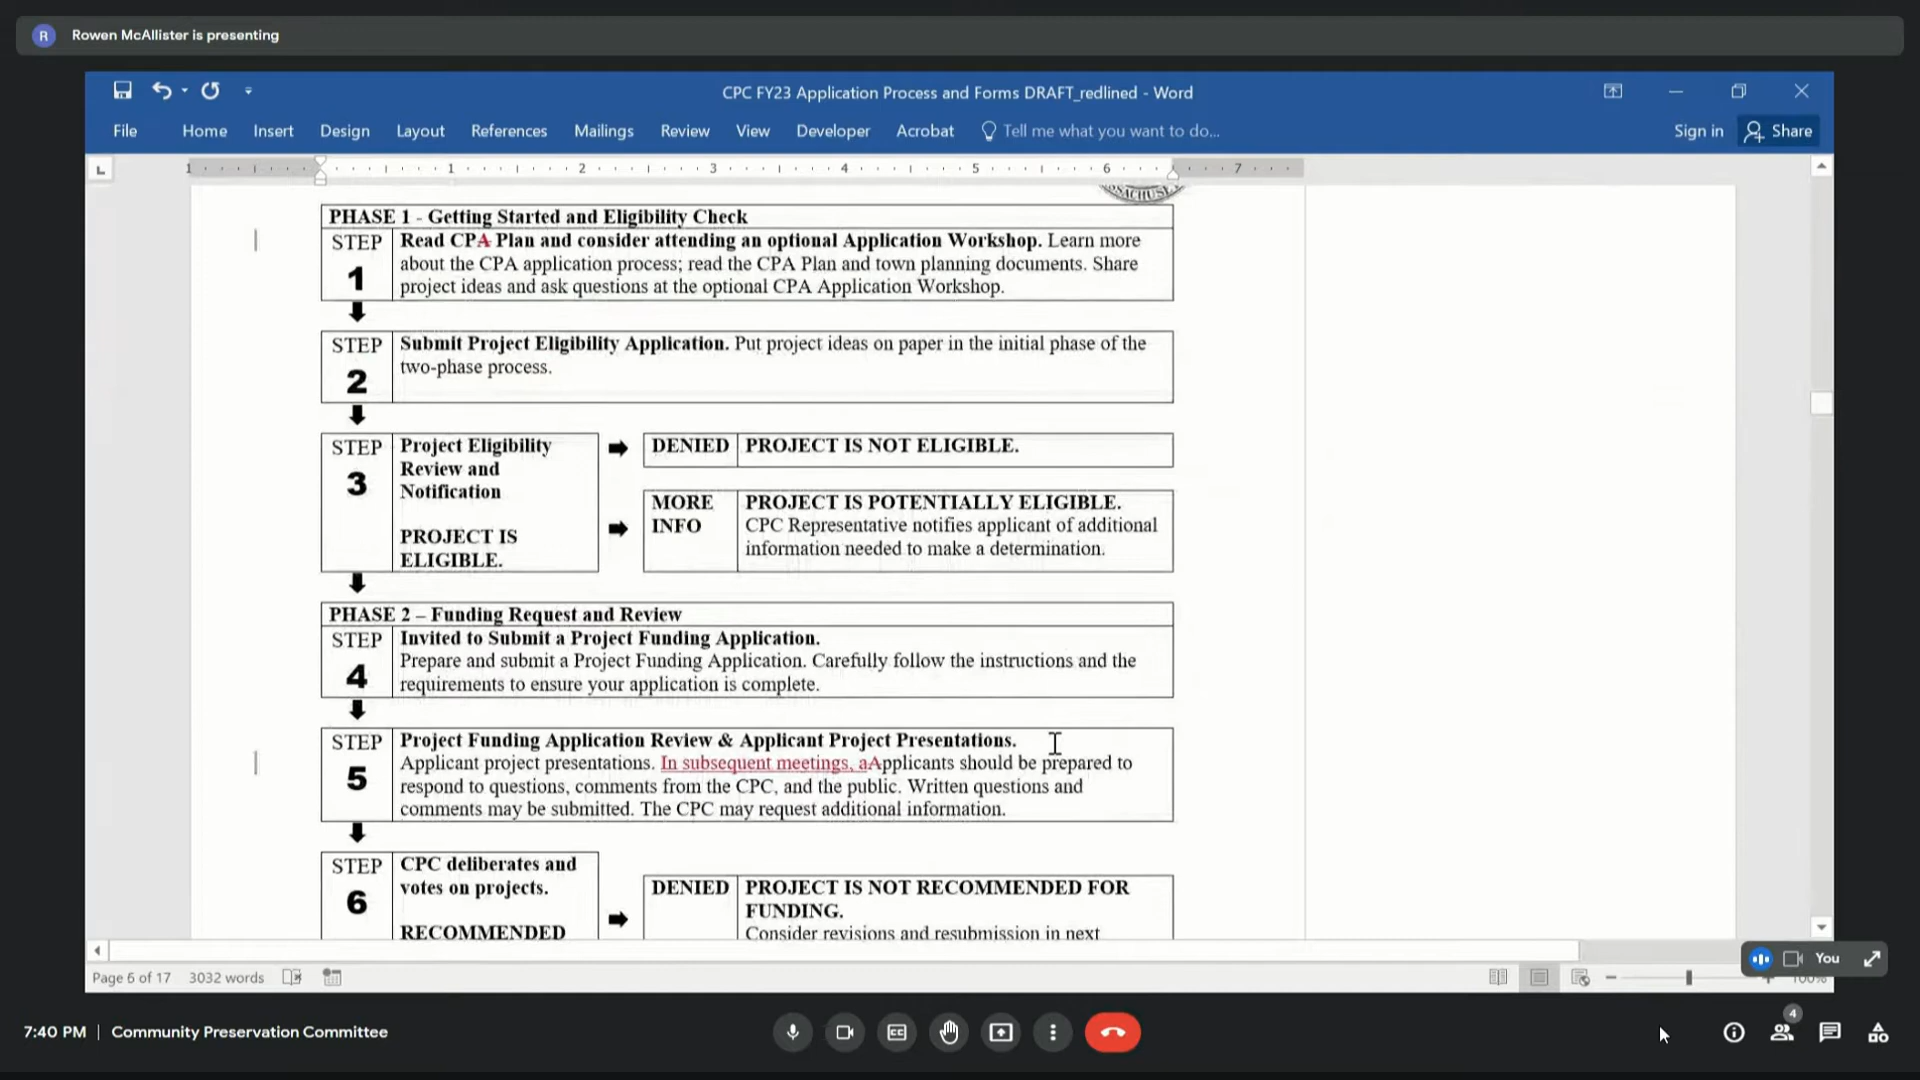 R Rowen McAllister is presenting
CPC FY23 Application Process and Forms DRAFT_redlined - Word
File Home Insert Design Layout References Mailings Review View Developer Acrobat Tell me what you want to do... Sign in Share
L 1 1 2 3 4 5 6 7
PHASE 1 - Getting Started and Eligibility Check
STEP 1
Read CPA Plan and consider attending an optional Application Workshop. Learn more
about the CPA application process; read the CPA Plan and town planning documents. Share
project ideas and ask questions at the optional CPA Application Workshop.
STEP 2
Submit Project Eligibility Application. Put project ideas on paper in the initial phase of the
two-phase process.
STEP 3
Project Eligibility
Review and
Notification
PROJECT IS
ELIGIBLE.
DENIED PROJECT IS NOT ELIGIBLE.
MORE
INFO
PROJECT IS POTENTIALLY ELIGIBLE.
CPC Representative notifies applicant of additional
information needed to make a determination.
PHASE 2 – Funding Request and Review
STEP 4
Invited to Submit a Project Funding Application.
Prepare and submit a Project Funding Application. Carefully follow the instructions and the
requirements to ensure your application is complete.
STEP 5
Project Funding Application Review & Applicant Project Presentations.
Applicant project presentations. In subsequent meetings, aApplicants should be prepared to
respond to questions, comments from the CPC, and the public. Written questions and
comments may be submitted. The CPC may request additional information.
STEP 6
CPC deliberates and
votes on projects.
RECOMMENDED
DENIED
PROJECT IS NOT RECOMMENDED FOR
FUNDING.
Consider revisions and resubmission in next
You
Page 6 of 17 3032 words 100%
7:40 PM | Community Preservation Committee
CC
4